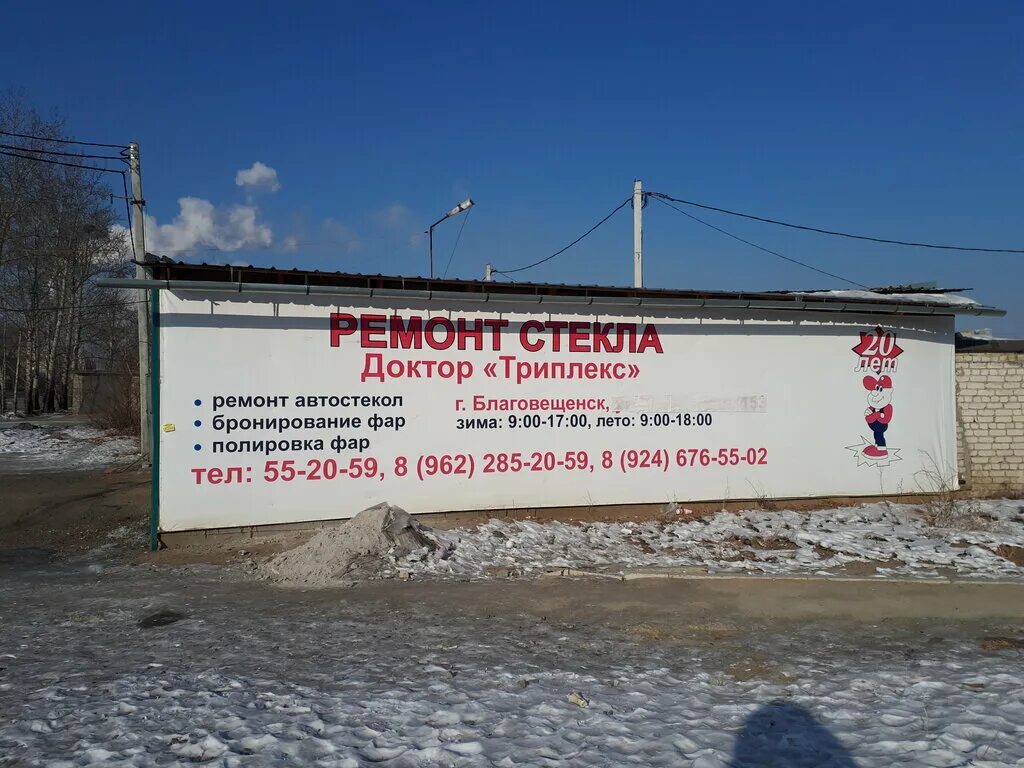 РЕМОНТ СТЕКЛА
Доктор «Триплекс»
• ремонт автостекол
• бронирование фар
• полировка фар
г. Благовещенск,
зима: 9:00-17:00, лето: 9:00-18:00
тел: 55-20-59, 8 (962) 285-20-59, 8 (924) 676-55-02
20
лет